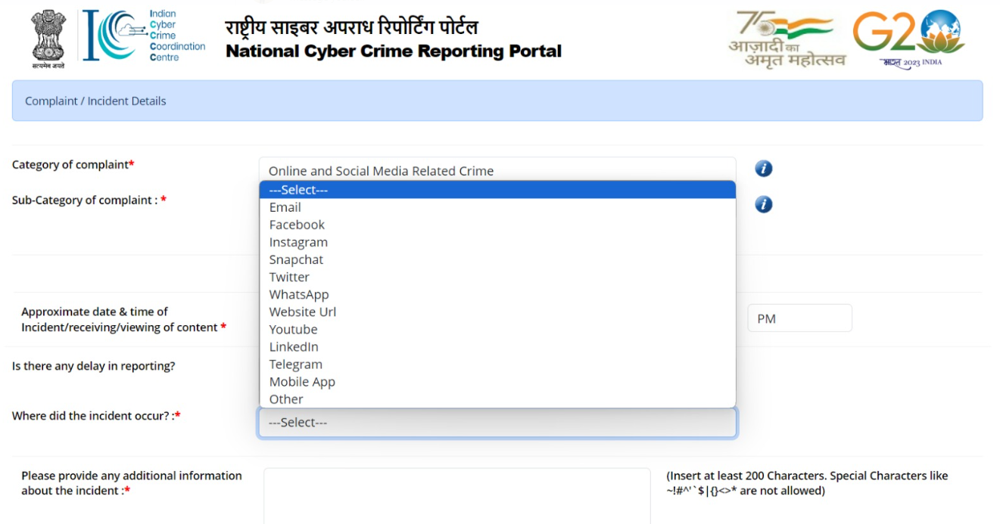 Indian
Cyber
Crime
Coordination
Centre
सत्यमेव जयते
राष्ट्रीय साइबर अपराध रिपोर्टिंग पोर्टल
National Cyber Crime Reporting Portal
75
आज़ादी का
अमृत महोत्सव
G20
भारत 2023 INDIA
Complaint / Incident Details
Category of complaint*
Online and Social Media Related Crime
Sub-Category of complaint : *
---Select---
Email
Facebook
Instagram
Snapchat
Twitter
WhatsApp
Website Url
Youtube
LinkedIn
Telegram
Mobile App
Other
Approximate date & time of
Incident/receiving/viewing of content *
PM
Is there any delay in reporting?
Where did the incident occur? :*
---Select---
Please provide any additional information
about the incident :*
(Insert at least 200 Characters. Special Characters like
~!#^'`$|{}<>* are not allowed)